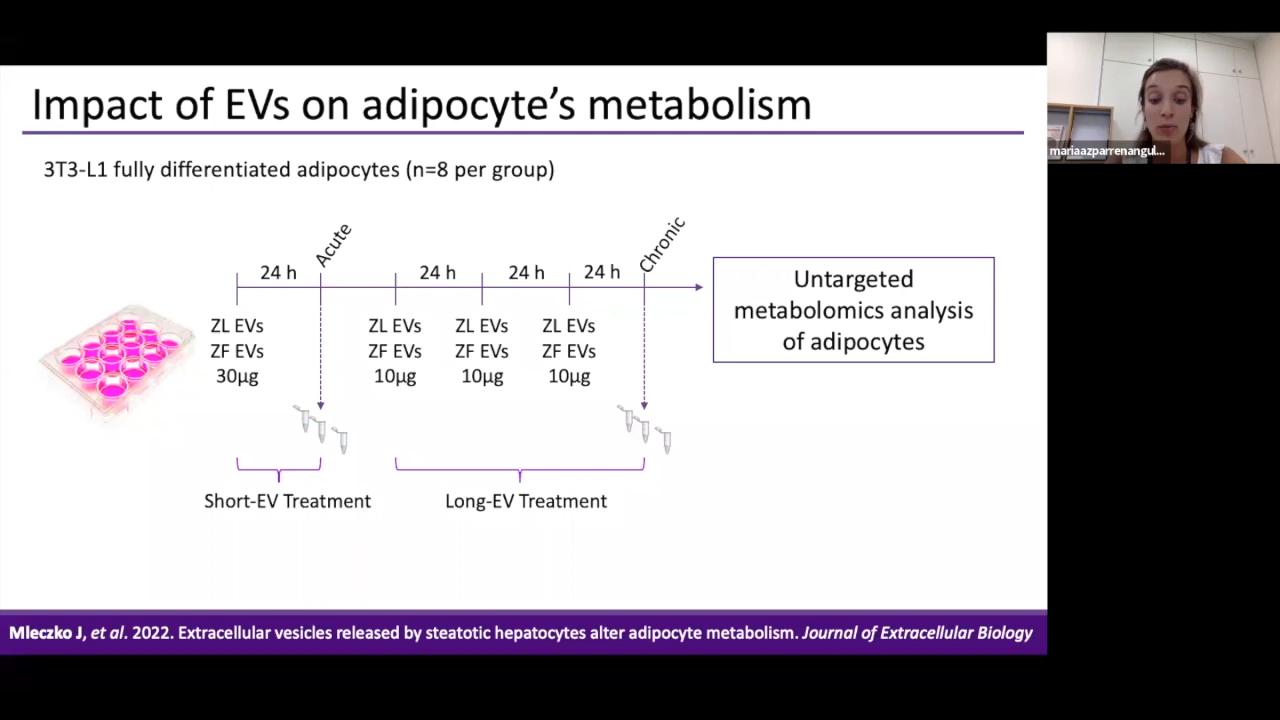 Impact of EVs on adipocyte's metabolism
mariaazparrenangul...
3T3-L1 fully differentiated adipocytes (n=8 per group)
Acute
Chronic
24 h
24 h
24 h
24 h
ZL EVs
ZF EVs
30µg
ZL EVs
ZF EVs
10µg
ZL EVs
ZF EVs
10µg
ZL EVs
ZF EVs
10µg
Untargeted
metabolomics analysis
of adipocytes
Short-EV Treatment
Long-EV Treatment
Mleczko J, et al. 2022. Extracellular vesicles released by steatotic hepatocytes alter adipocyte metabolism. Journal of Extracellular Biology